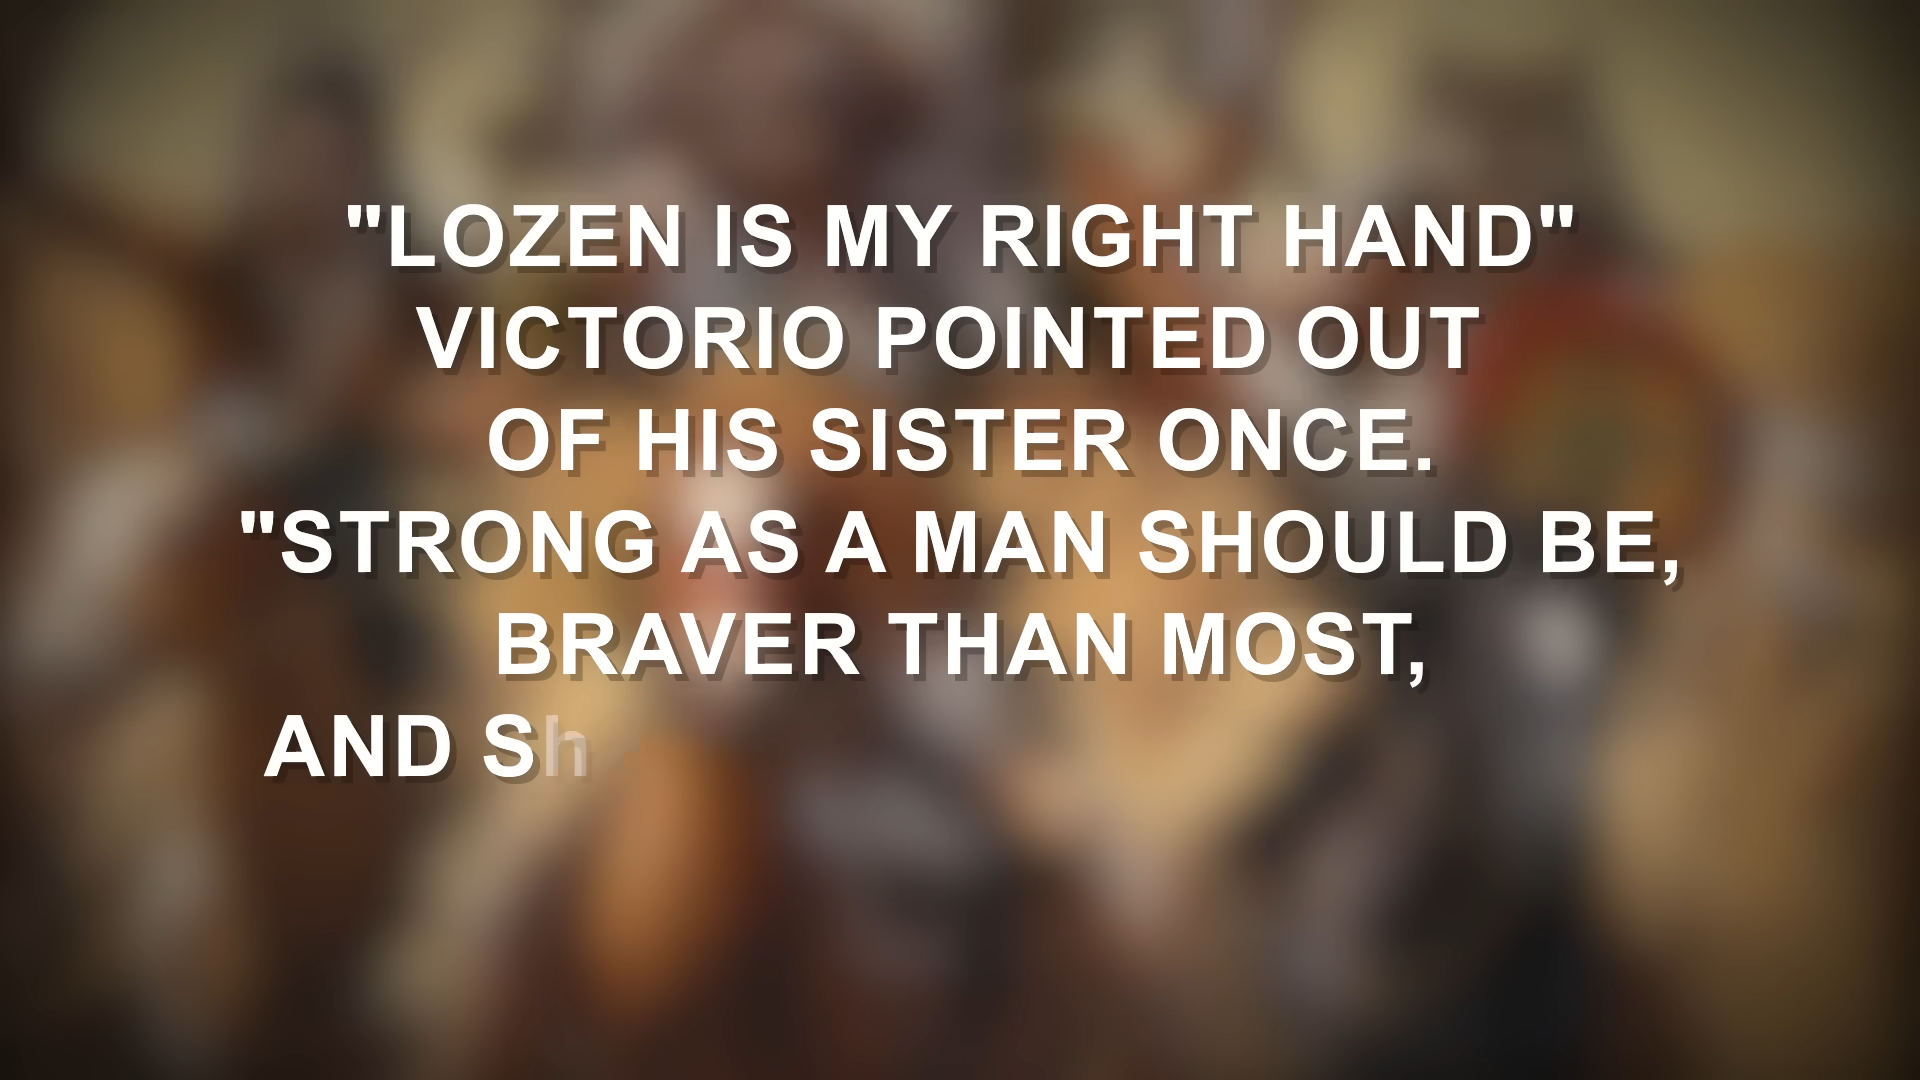 "LOZEN IS MY RIGHT HAND"
VICTORIO POINTED OUT
OF HIS SISTER ONCE.
"STRONG AS A MAN SHOULD BE,
BRAVER THAN MOST,
AND Sh